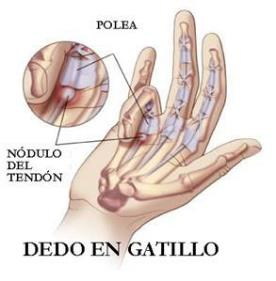 POLEA
NÓDULO
DEL
TENDÓN
DEDO EN GATILLO